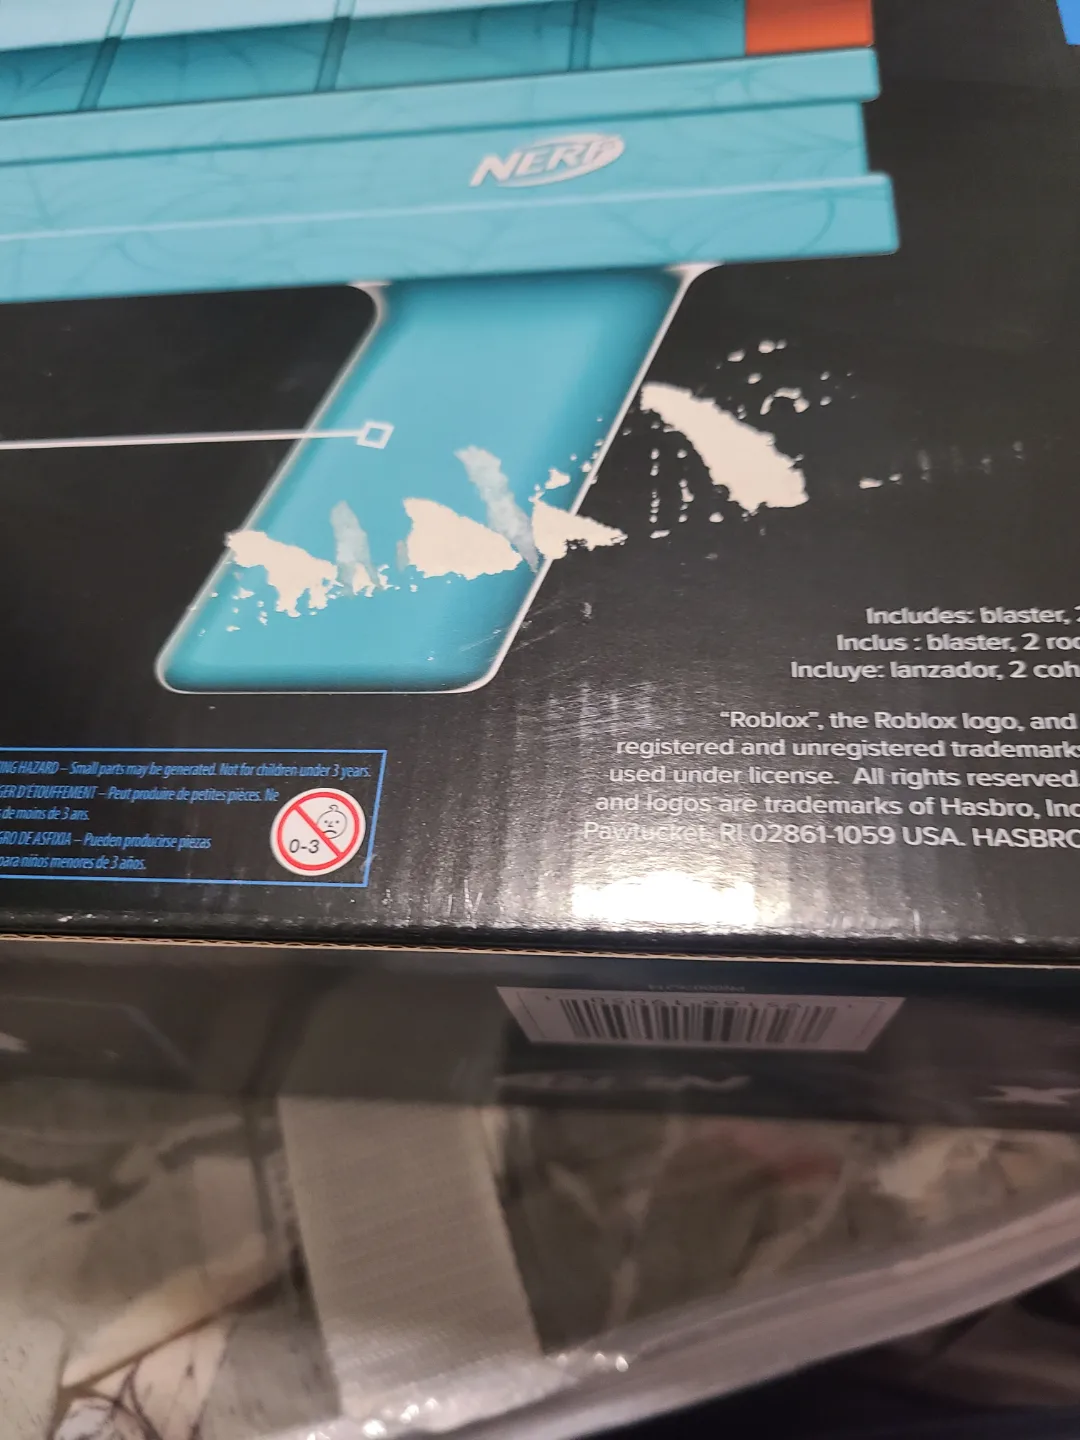 NERF
Includes: blaster,
Inclus : blaster, 2
Incluye: lanzador, 2
"Roblox", the Roblox logo, and
registered and unregistered
used under license. All rights reserved.
and logos are trademarks of Hasbro,
Pawtucket, RI 02861-1059 USA. HASBRO
HAZARD – Small parts may be generated. Not for children under 3 years.
D'ÉTOUFFEMENT – Peut produire de petites pièces. Ne
de moins de 3 ans.
DE ASFIXIA – Pueden producirse piezas
para niños menores de 3 años.
0-3